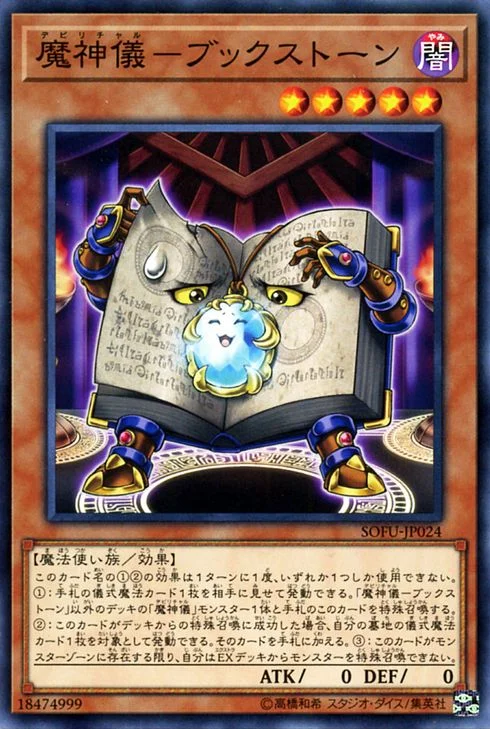 デビリチャル
魔神儀－ブックストーン
やみ
闇
SOFU-JP024
【魔法使い族／効果】
このカード名の①②の効果は1ターンに1度、いずれか1つしか使用できない。
①：手札の儀式魔法カード1枚を相手に見せて発動できる。「魔神儀－ブックス
トーン」以外のデッキの「魔神儀」モンスター1体と手札のこのカードを特殊召喚する。
②：このカードがデッキからの特殊召喚に成功した場合、自分の墓地の儀式魔法
カード1枚を対象として発動できる。そのカードを手札に加える。③：このカードがモ
ンスターゾーンに存在する限り、自分はEXデッキからモンスターを特殊召喚できない。
ATK/ 0 DEF/ 0
18474999
©高橋和希 スタジオ・ダイス/集英社